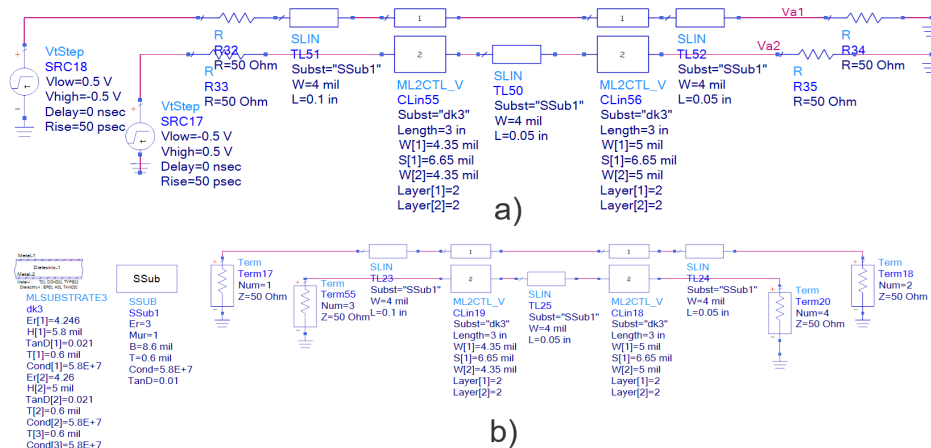 Va1
R
R32
R=50 Ohm
SLIN
TL51
Subst="SSub1"
W=4 mil
L=0.1 in
1
1
SLIN
TL52
Subst="SSub1"
W=4 mil
L=0.05 in
R
R34
R=50 Ohm
VtStep
SRC18
Vlow=0.5 V
Vhigh=-0.5 V
Delay=0 nsec
Rise=50 psec
Va2
R
R33
R=50 Ohm
2
ML2CTL_V
CLin55
Subst="dk3"
Length=3 in
W[1]=4.35 mil
S[1]=6.65 mil
W[2]=4.35 mil
Layer[1]=2
Layer[2]=2
SLIN
TL50
Subst="SSub1"
W=4 mil
L=0.05 in
2
ML2CTL_V
CLin56
Subst="dk3"
Length=3 in
W[1]=5 mil
S[1]=6.65 mil
W[2]=5 mil
Layer[1]=2
Layer[2]=2
R
R35
R=50 Ohm
VtStep
SRC17
Vlow=-0.5 V
Vhigh=0.5 V
Delay=0 nsec
Rise=50 psec
a)
Metal-1
Dielectric-1
Metal-2
MLSUBSTRATE3
dk3
Er[1]=4.246
H[1]=5.8 mil
TanD[1]=0.021
T[1]=0.6 mil
Cond[1]=5.8E+7
Er[2]=4.26
H[2]=5 mil
TanD[2]=0.021
T[2]=0.6 mil
Cond[2]=5.8E+7
T[3]=0.6 mil
Cond[3]=5.8E+7
SSub
SSUB
SSub1
Er=3
Mur=1
B=8.6 mil
T=0.6 mil
Cond=5.8E+7
TanD=0.01
Term
Term17
Num=1
Z=50 Ohm
Term
Term55
Num=3
Z=50 Ohm
SLIN
TL23
Subst="SSub1"
W=4 mil
L=0.1 in
1
2
ML2CTL_V
CLin19
Subst="dk3"
Length=3 in
W[1]=4.35 mil
S[1]=6.65 mil
W[2]=4.35 mil
Layer[1]=2
Layer[2]=2
SLIN
TL25
Subst="SSub1"
W=4 mil
L=0.05 in
1
2
ML2CTL_V
CLin18
Subst="dk3"
Length=3 in
W[1]=5 mil
S[1]=6.65 mil
W[2]=5 mil
Layer[1]=2
Layer[2]=2
SLIN
TL24
Subst="SSub1"
W=4 mil
L=0.05 in
Term
Term18
Num=2
Z=50 Ohm
Term
Term20
Num=4
Z=50 Ohm
b)